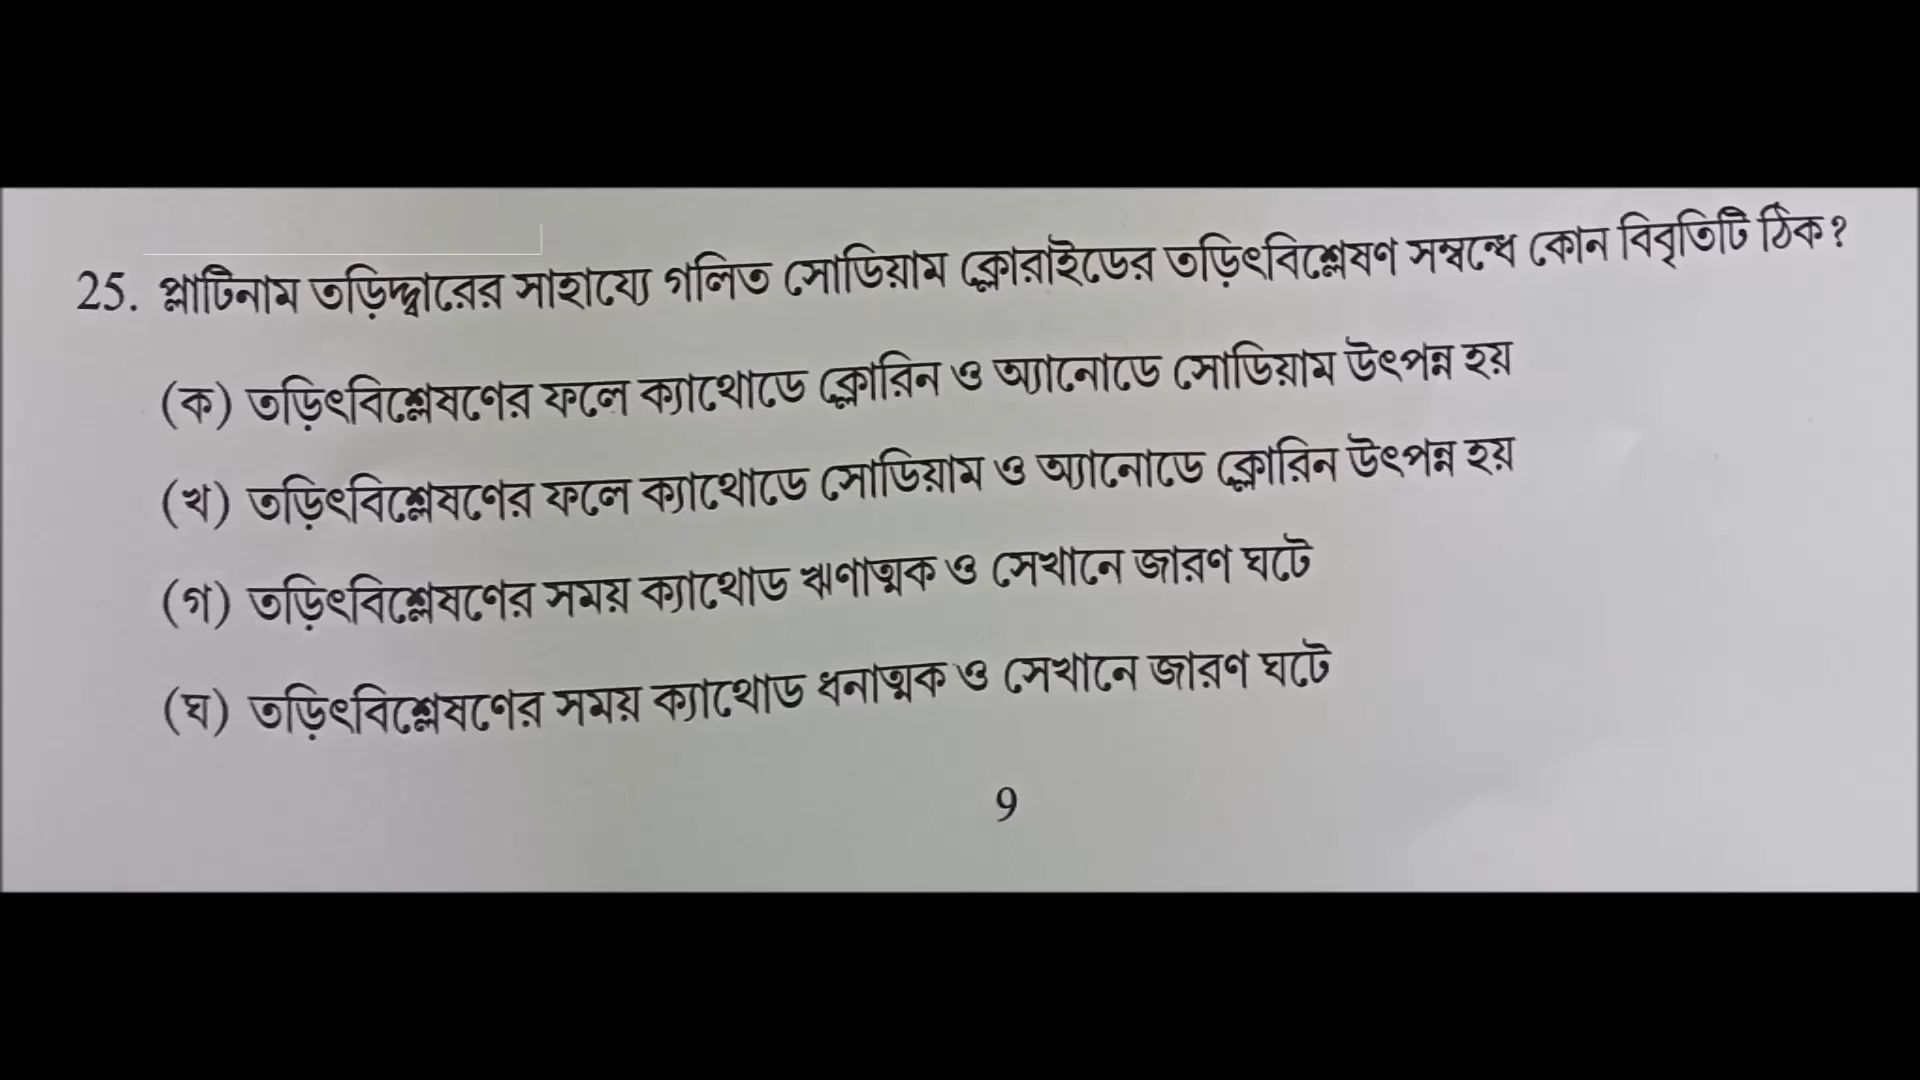 25. প্লাটিনাম তড়িদ্দ্বারের সাহায্যে গলিত সোডিয়াম ক্লোরাইডের তড়িৎবিশ্লেষণ সম্বন্ধে কোন বিবৃতিটি ঠিক?
(ক) তড়িৎবিশ্লেষণের ফলে ক্যাথোডে ক্লোরিন ও অ্যানোডে সোডিয়াম উৎপন্ন হয়
(খ) তড়িৎবিশ্লেষণের ফলে ক্যাথোডে সোডিয়াম ও অ্যানোডে ক্লোরিন উৎপন্ন হয়
(গ) তড়িৎবিশ্লেষণের সময় ক্যাথোড ঋণাত্মক ও সেখানে জারণ ঘটে
(ঘ) তড়িৎবিশ্লেষণের সময় ক্যাথোড ধনাত্মক ও সেখানে জারণ ঘটে
9